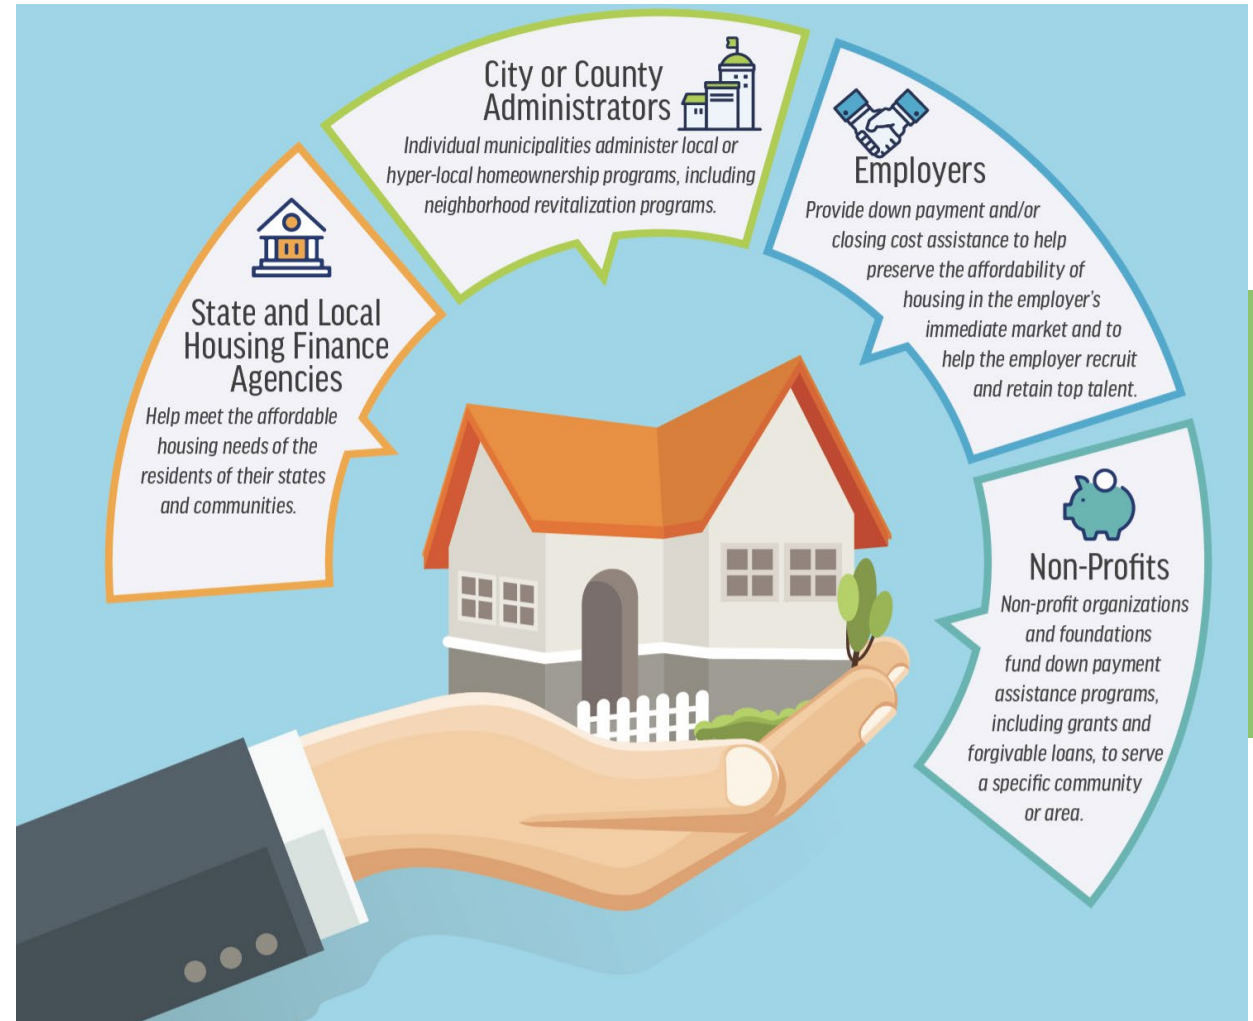 State and Local
Housing Finance
Agencies
Help meet the affordable
housing needs of the
residents of their states
and communities.
City or County
Administrators
Individual municipalities administer local or
hyper-local homeownership programs, including
neighborhood revitalization programs.
Employers
Provide down payment and/or
closing cost assistance to help
preserve the affordability of
housing in the employer's
immediate market and to
help the employer recruit
and retain top talent.
Non-Profits
Non-profit organizations
and foundations
fund down payment
assistance programs,
including grants and
forgivable loans, to serve
a specific community
or area.